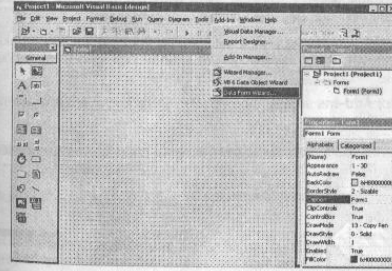 Project1 - Microsoft Visual Basic [design]
File Edit View Project Format Debug Run Query Diagram Tools Add-Ins Window Help
Visual Data Manager...
Report Designer...
Add-In Manager...
Wizard Manager...
VB 6 Data Object Wizard
Data Form Wizard...
General
Form1
Project1 (Project1)
Forms
Form1 (Form1)
Properties - Form1
Form1 Form
Alphabetic Categorized
(Name) Form1
Appearance 1 - 3D
AutoRedraw False
BackColor &H8000000
BorderStyle 2 - Sizable
Caption Form1
ClipControls True
ControlBox True
DrawMode 13 - Copy Pen
DrawStyle 0 - Solid
DrawWidth 1
Enabled True
FillColor &H0000000